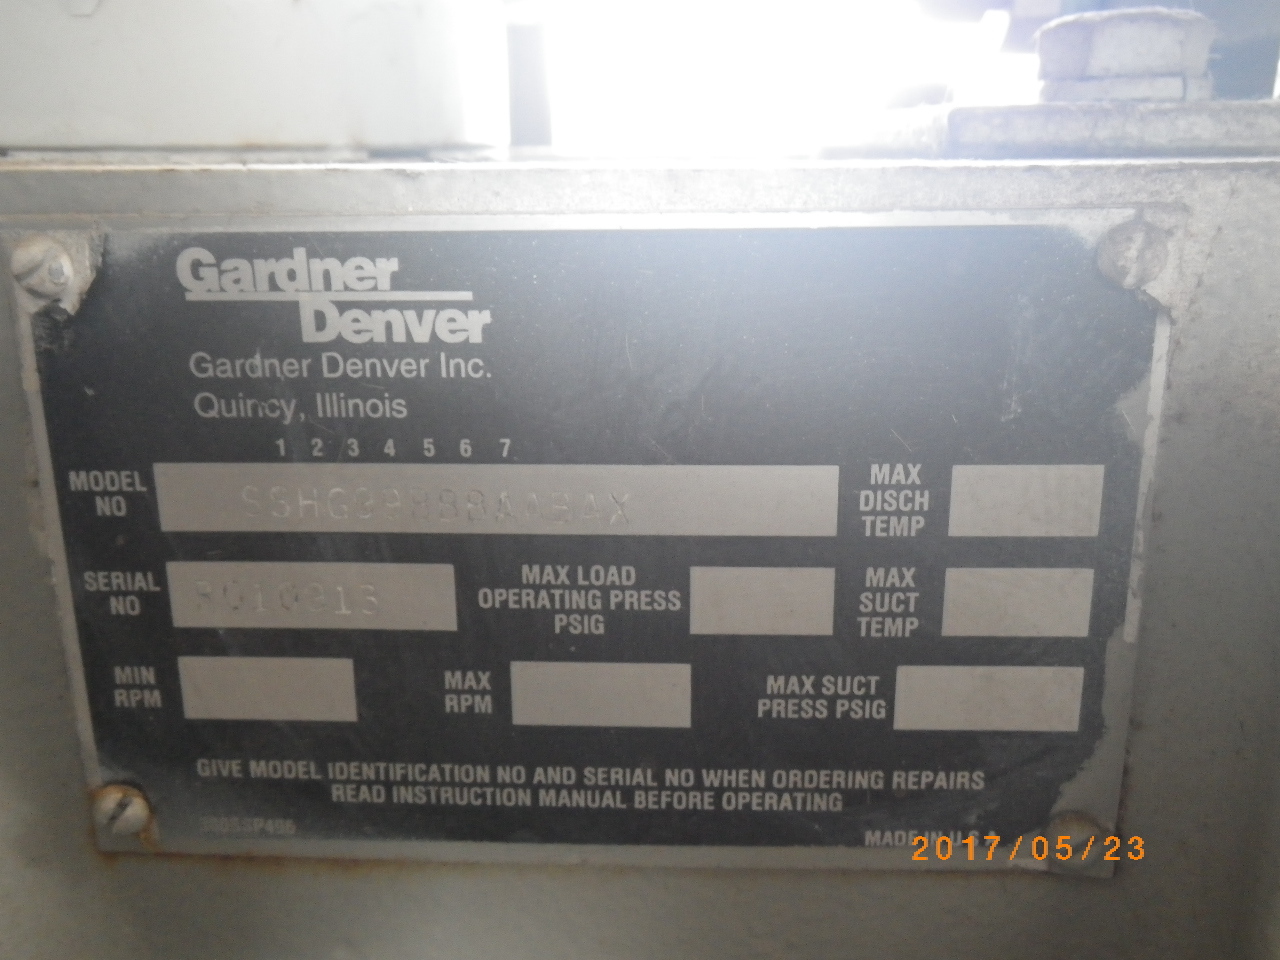 Gardner
Denver
Gardner Denver Inc.
Quincy, Illinois
1 2 3 4 5 6 7
MODEL NO
MAX DISCH TEMP
SERIAL NO
MAX LOAD OPERATING PRESS PSIG
MAX SUCT TEMP
MIN RPM
MAX RPM
MAX SUCT PRESS PSIG
GIVE MODEL IDENTIFICATION NO AND SERIAL NO WHEN ORDERING REPAIRS
READ INSTRUCTION MANUAL BEFORE OPERATING
MADE IN U.S.A.
2017/05/23